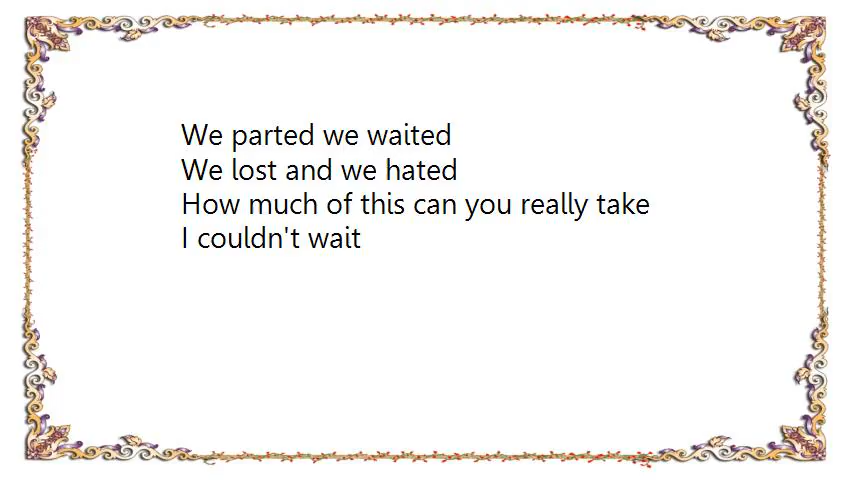 We parted we waited
We lost and we hated
How much of this can you really take
I couldn't wait